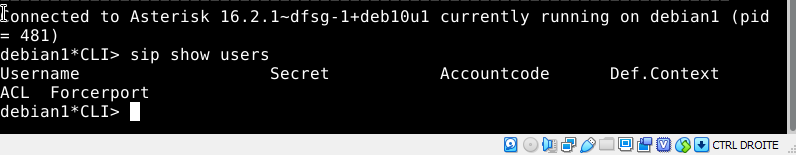 Connected to Asterisk 16.2.1~dfsg-1+deb10u1 currently running on debian1 (pid
= 481)
debian1*CLI> sip show users
Username                   Secret           Accountcode      Def.Context
ACL  Forcerport
debian1*CLI>
CTRL DROITE